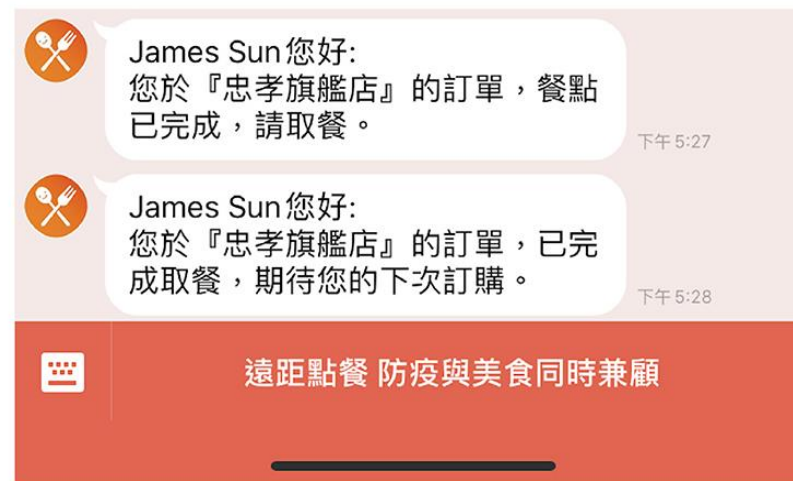 James Sun您好:
您於『忠孝旗艦店』的訂單，餐點
已完成，請取餐。
下午5:27
James Sun您好:
您於『忠孝旗艦店』的訂單，已完
成取餐，期待您的下次訂購。
下午5:28
遠距點餐 防疫與美食同時兼顧